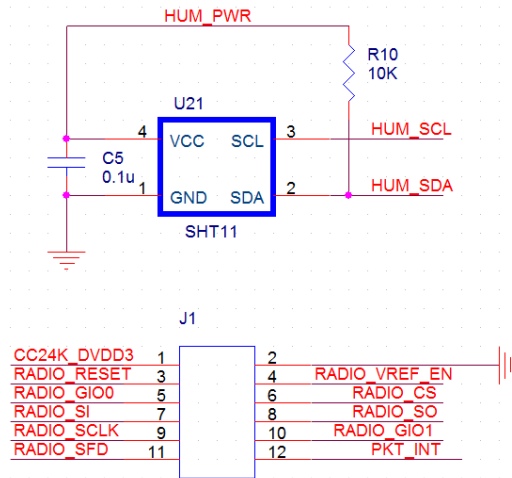 HUM_PWR
R10
10K
U21
4 VCC SCL 3 HUM_SCL
C5
0.1u
1 GND SDA 2 HUM_SDA
SHT11
J1
CC24K_DVDD3 1 2
RADIO_RESET 3 4 RADIO_VREF_EN
RADIO_GIO0 5 6 RADIO_CS
RADIO_SI 7 8 RADIO_SO
RADIO_SCLK 9 10 RADIO_GIO1
RADIO_SFD 11 12 PKT_INT